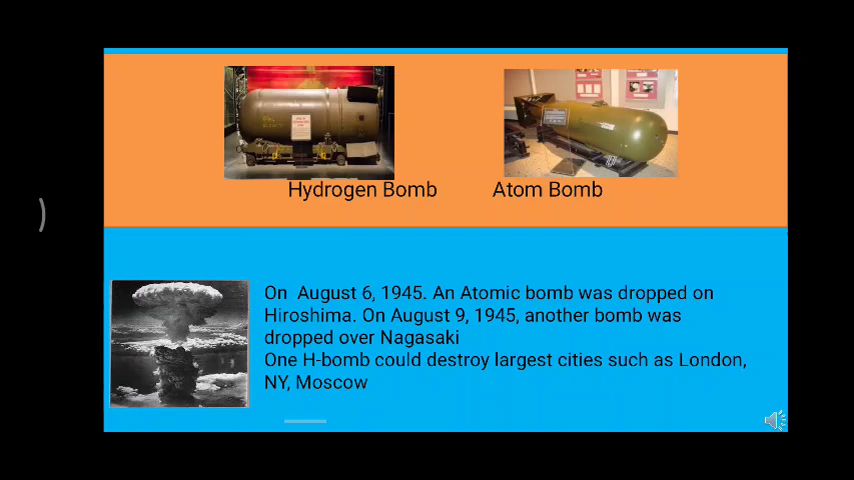 Hydrogen Bomb
Atom Bomb
On August 6, 1945. An Atomic bomb was dropped on
Hiroshima. On August 9, 1945, another bomb was
dropped over Nagasaki
One H-bomb could destroy largest cities such as London,
NY, Moscow